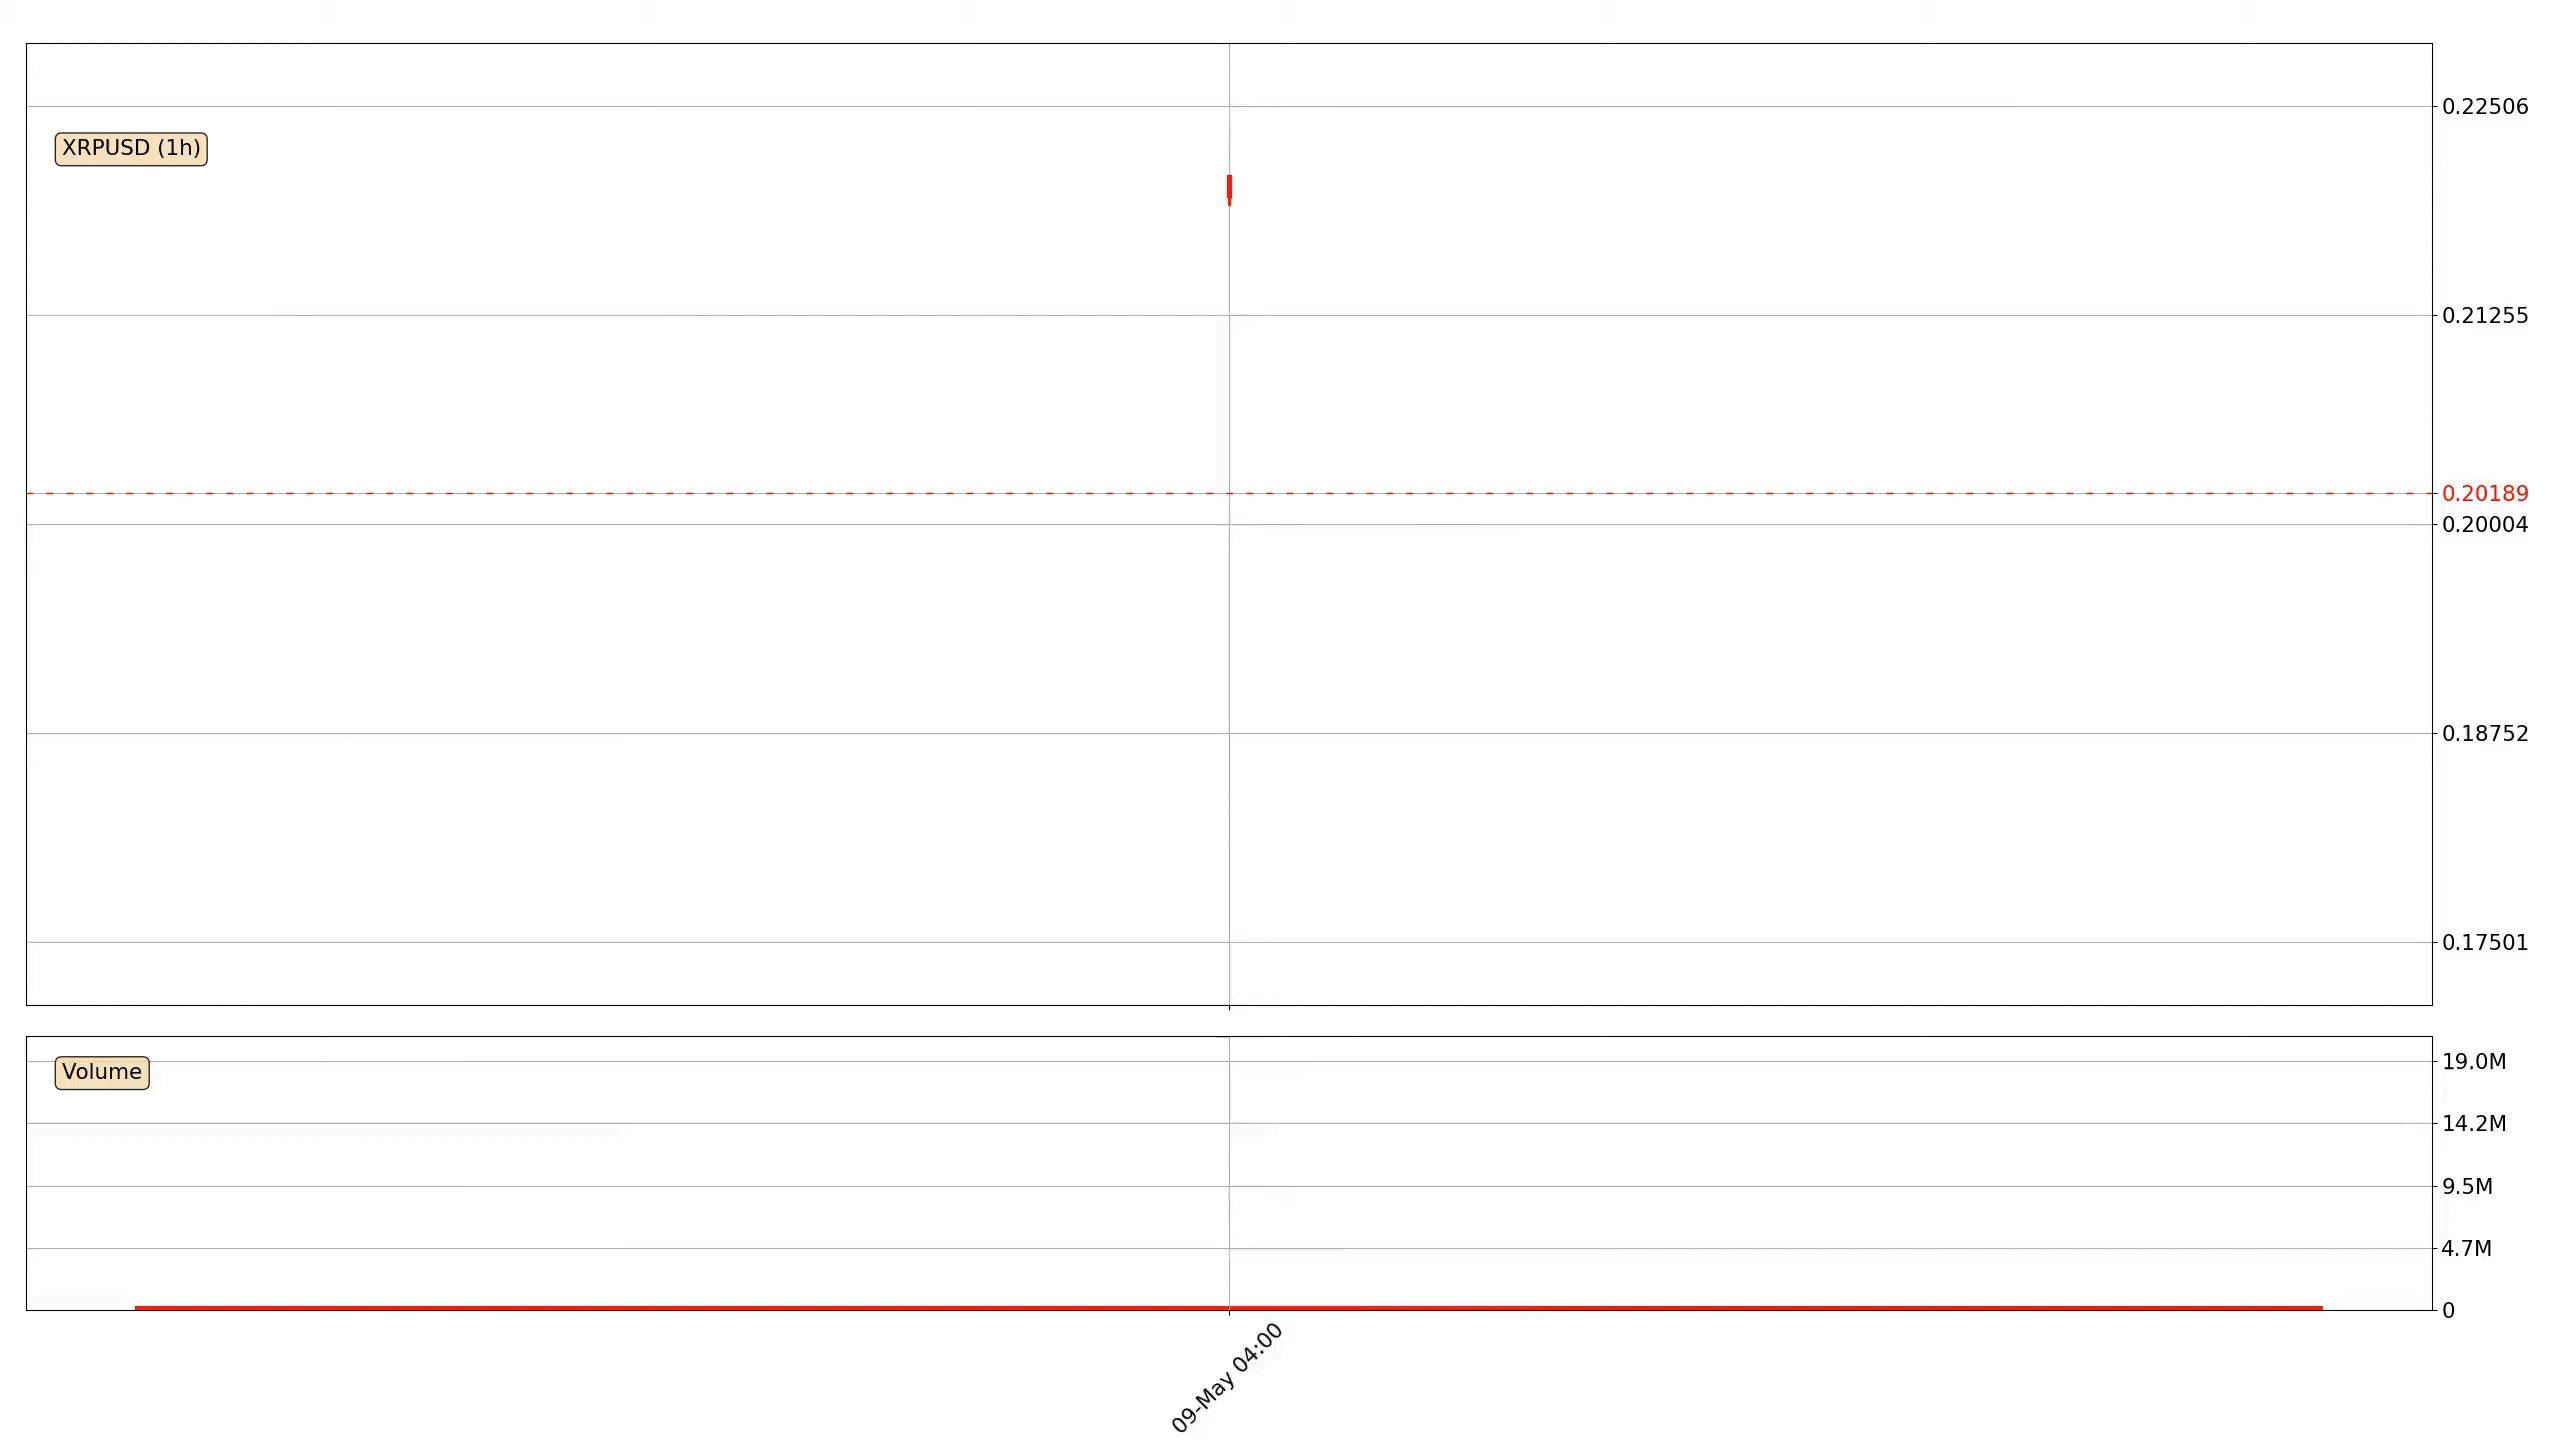 0.22506
XRPUSD (1h)
0.21255
0.20189
0.20004
0.18752
0.17501
Volume
19.0M
14.2M
9.5M
4.7M
0
09-May 04:00